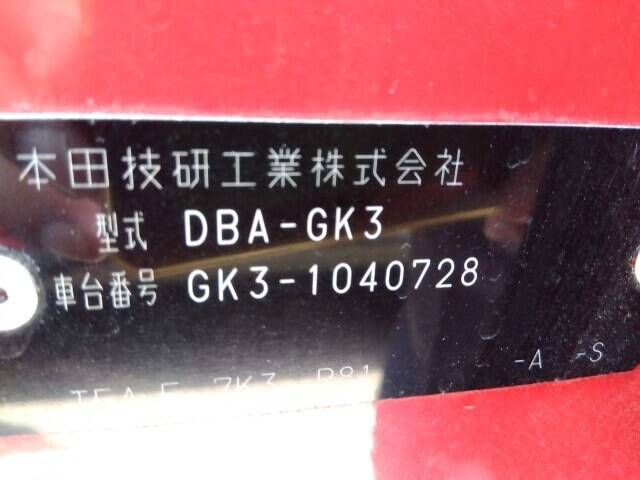 本田技研工業株式会社
型式 DBA-GK3
車台番号 GK3-1040728
-A -S